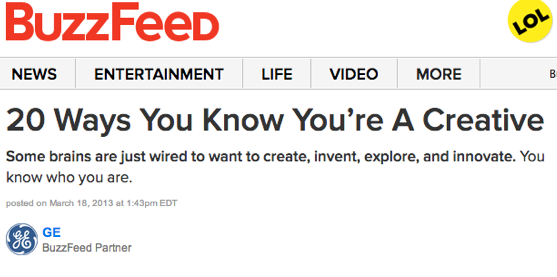 BuzzFeeD
LOL
NEWS ENTERTAINMENT LIFE VIDEO MORE
20 Ways You Know You're A Creative
Some brains are just wired to want to create, invent, explore, and innovate. You
know who you are.
posted on March 18, 2013 at 1:43pm EDT
GE
BuzzFeed Partner